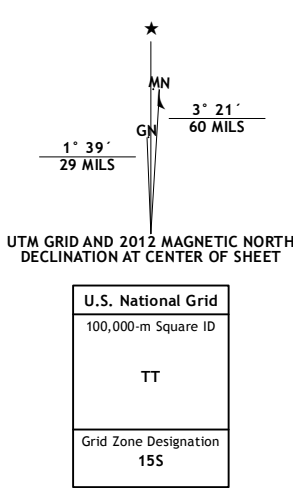 ★
MN
3° 21´
60 MILS
GN
1° 39´
29 MILS
UTM GRID AND 2012 MAGNETIC NORTH
DECLINATION AT CENTER OF SHEET
U.S. National Grid
100,000-m Square ID
TT
Grid Zone Designation
15S